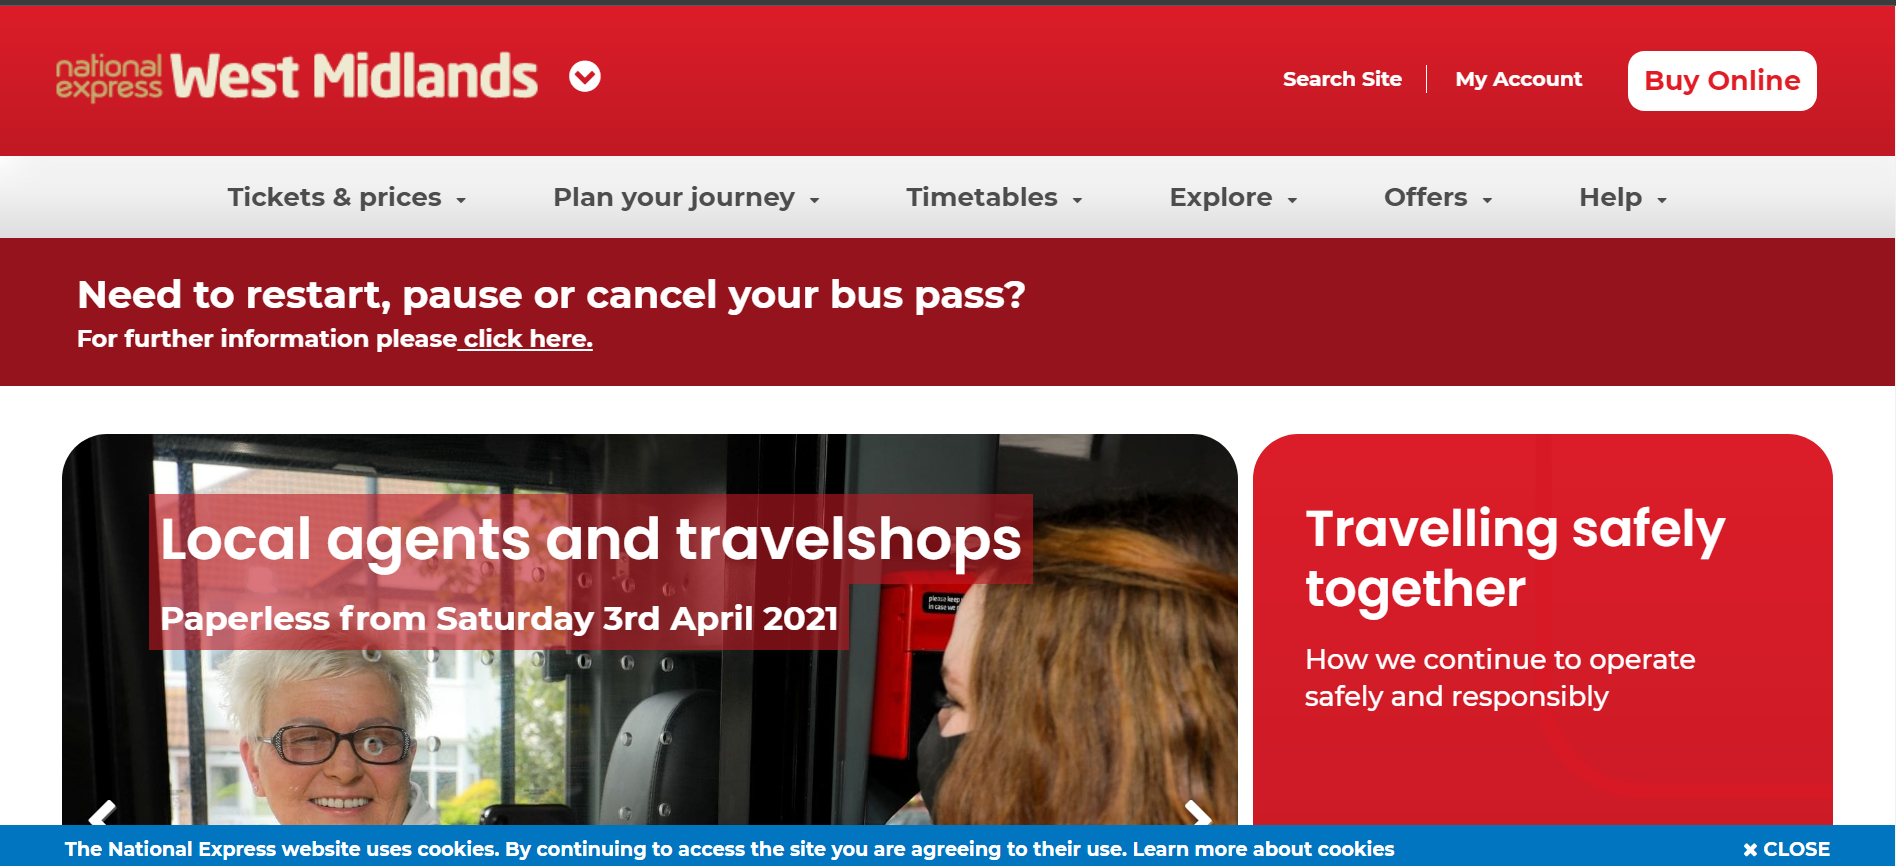 national
express West Midlands
Search Site
My Account
Buy Online
Tickets & prices
Plan your journey
Timetables
Explore
Offers
Help
Need to restart, pause or cancel your bus pass?
For further information please click here.
Local agents and travelshops
Paperless from Saturday 3rd April 2021
please keep
in case we
Travelling safely
together
How we continue to operate
safely and responsibly
The National Express website uses cookies. By continuing to access the site you are agreeing to their use. Learn more about cookies
✖ CLOSE